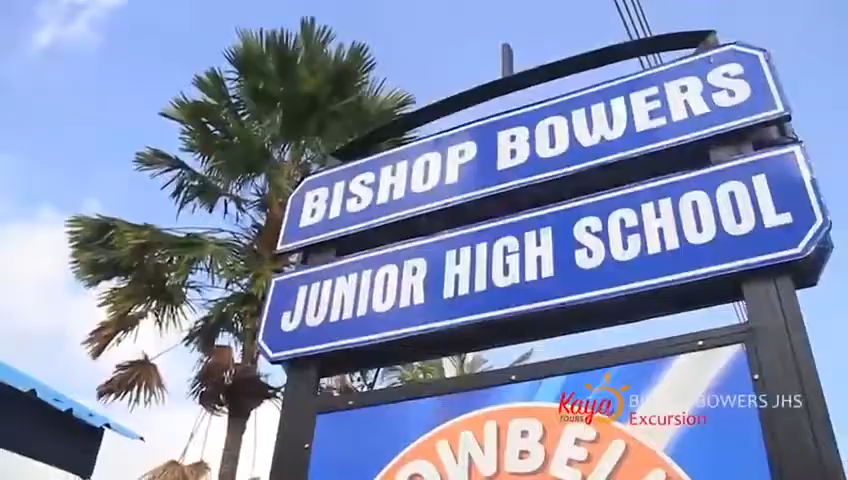 BISHOP BOWERS
JUNIOR HIGH SCHOOL
Kaya
TOURS
BISHOP BOWERS JHS
Excursion